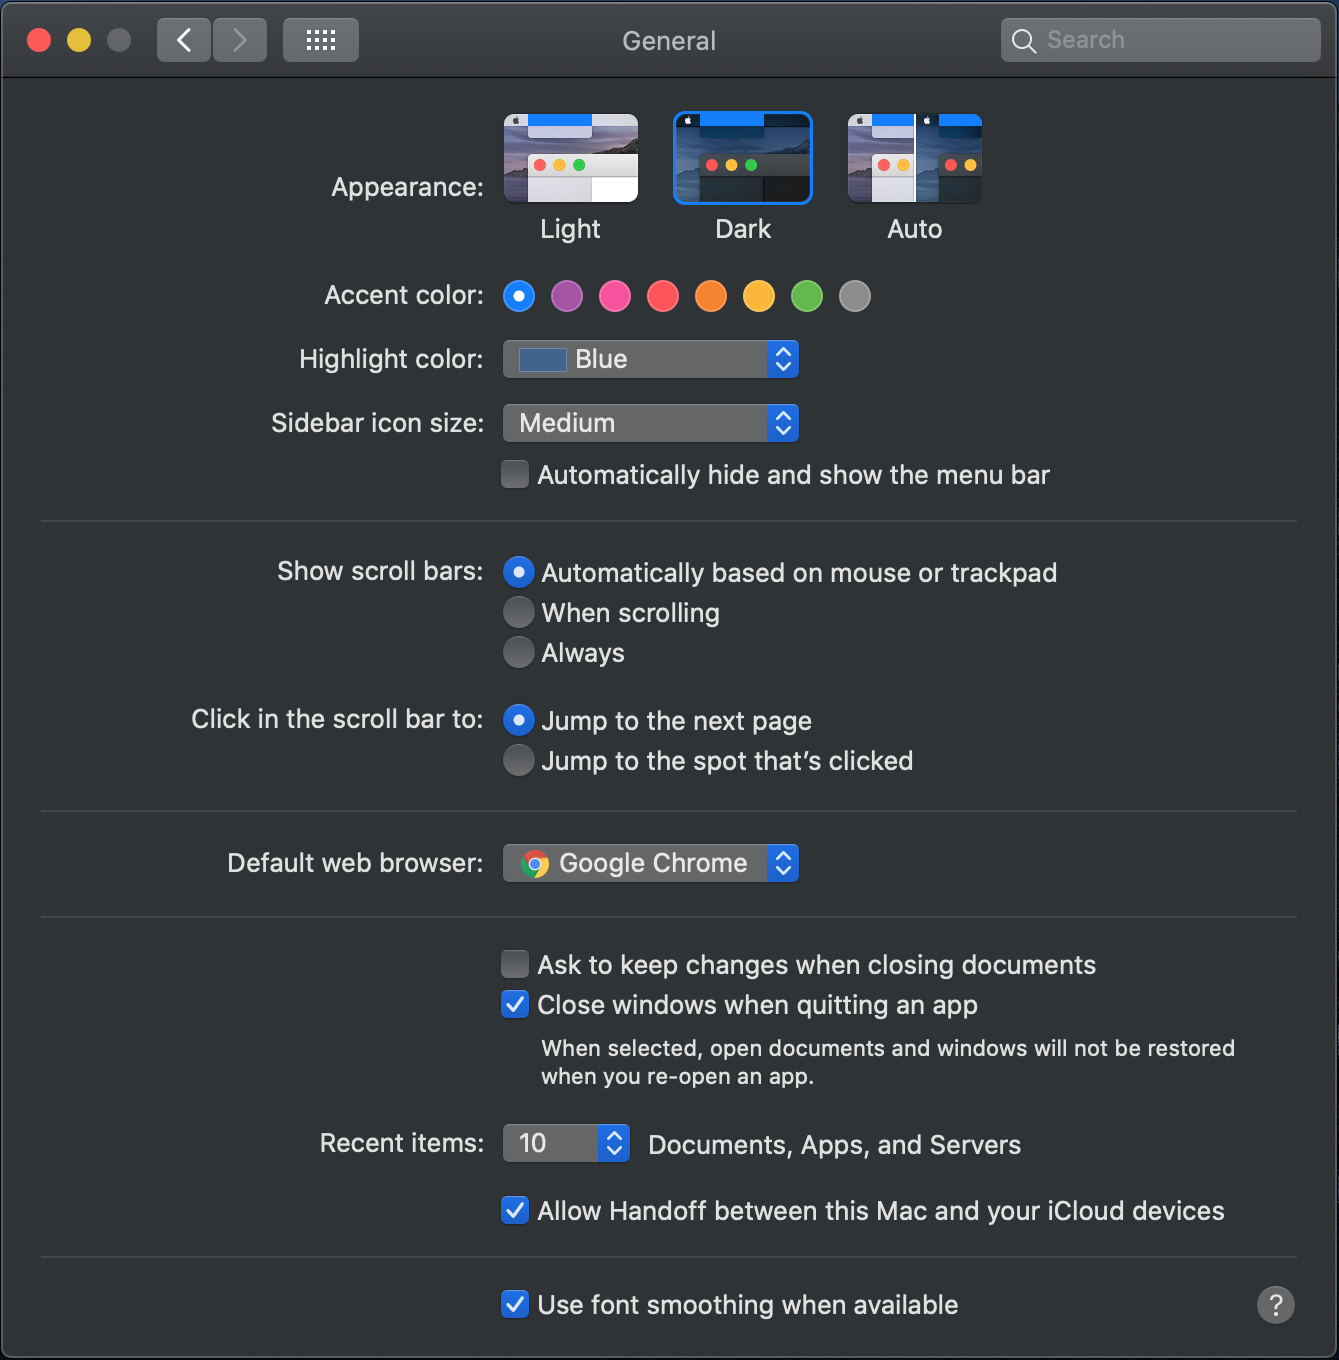 General
Search
Appearance:
Light Dark Auto
Accent color:
Highlight color: Blue
Sidebar icon size: Medium
Automatically hide and show the menu bar
Show scroll bars: Automatically based on mouse or trackpad
When scrolling
Always
Click in the scroll bar to: Jump to the next page
Jump to the spot that’s clicked
Default web browser: Google Chrome
Ask to keep changes when closing documents
Close windows when quitting an app
When selected, open documents and windows will not be restored
when you re-open an app.
Recent items: 10 Documents, Apps, and Servers
Allow Handoff between this Mac and your iCloud devices
Use font smoothing when available
?